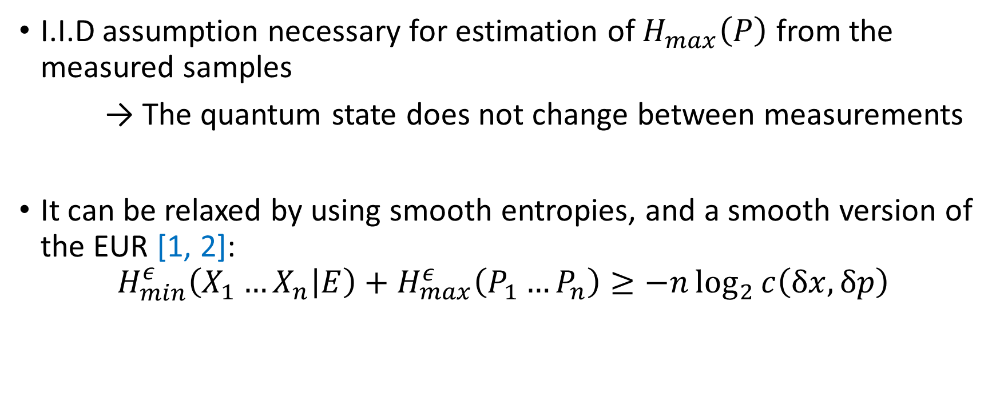 • I.I.D assumption necessary for estimation of $H_{max}(P)$ from the
measured samples
→ The quantum state does not change between measurements
• It can be relaxed by using smooth entropies, and a smooth version of
the EUR [1, 2]:
$H_{min}^{\epsilon}(X_1 \ldots X_n|E) + H_{max}^{\epsilon}(P_1 \ldots P_n) \geq -n \log_2 c(\delta x, \delta p)$